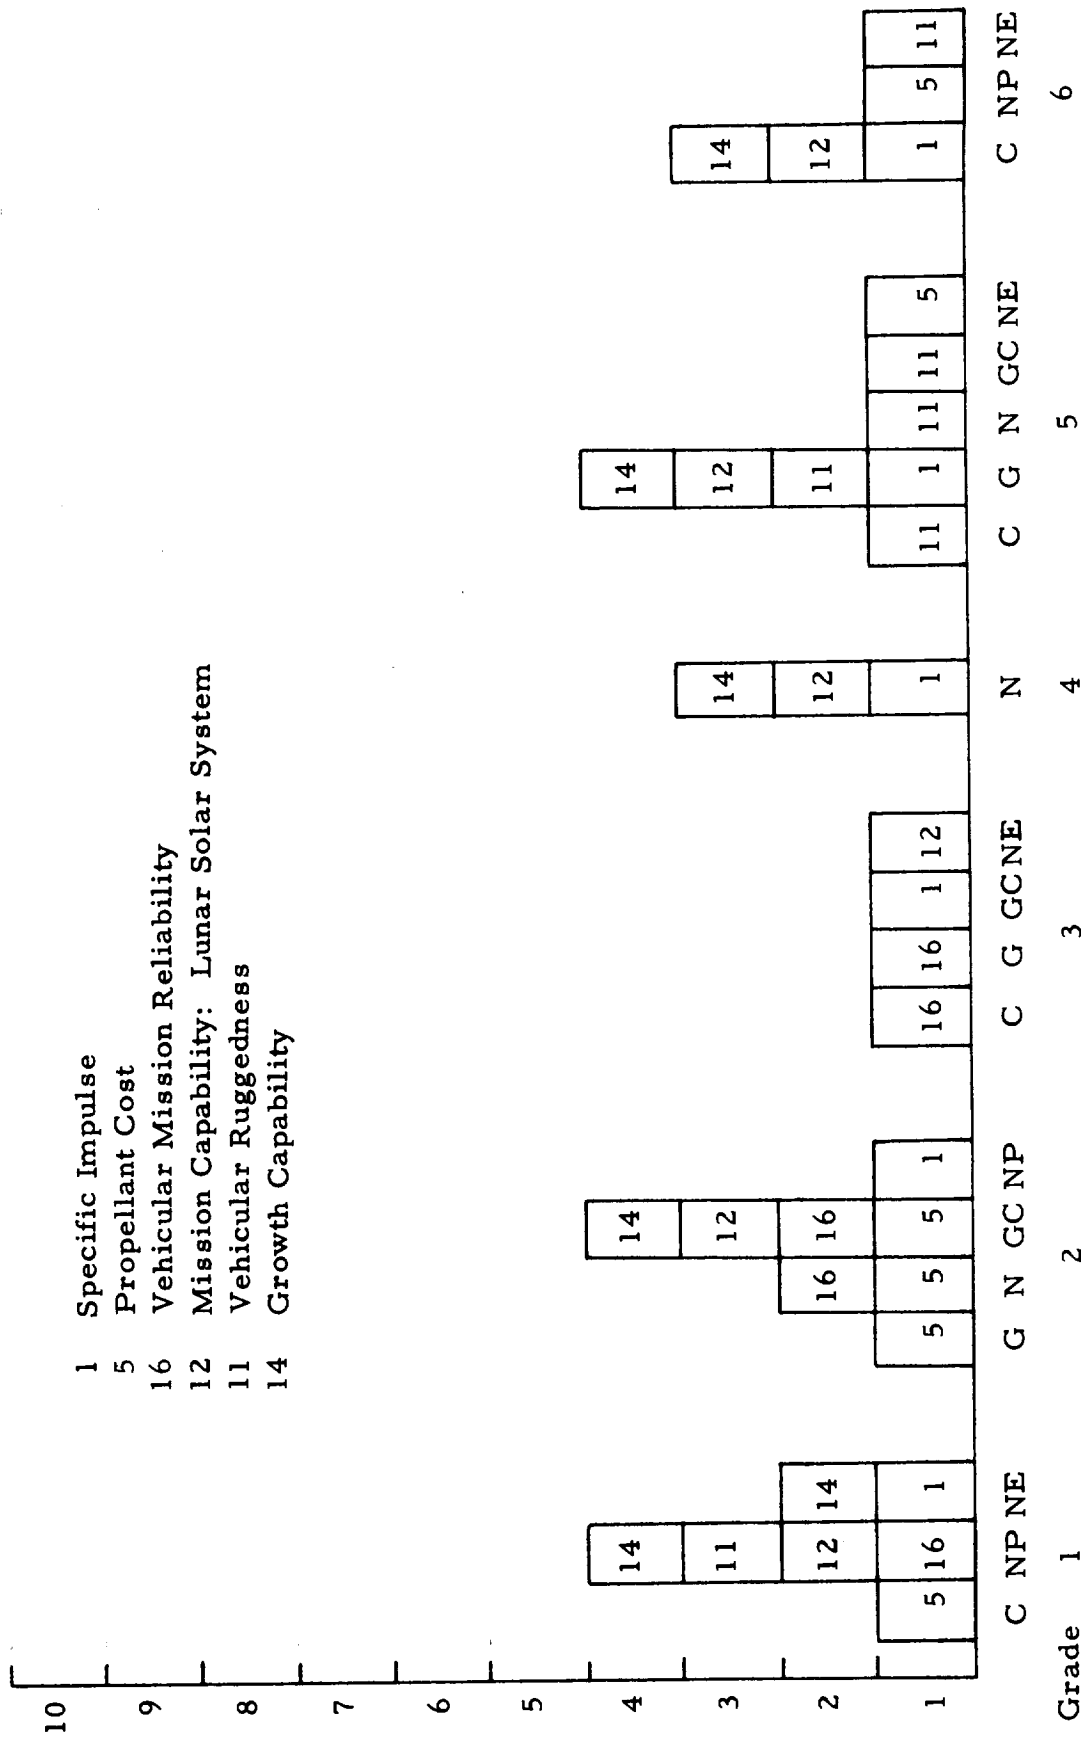 1 Specific Impulse
5 Propellant Cost
16 Vehicular Mission Reliability
12 Mission Capability: Lunar Solar System
11 Vehicular Ruggedness
14 Growth Capability
10
9
8
7
6
5
4 14 14 14
3 11 14 12 14 12 14
2 12 14 16 16 12 11 12
1 5 16 1 5 5 5 1 16 16 1 12 1 11 1 11 11 5 1 5 11
C NP NE G N GC NP C G GC NE N C G N GC NE C NP NE
Grade 1 2 3 4 5 6